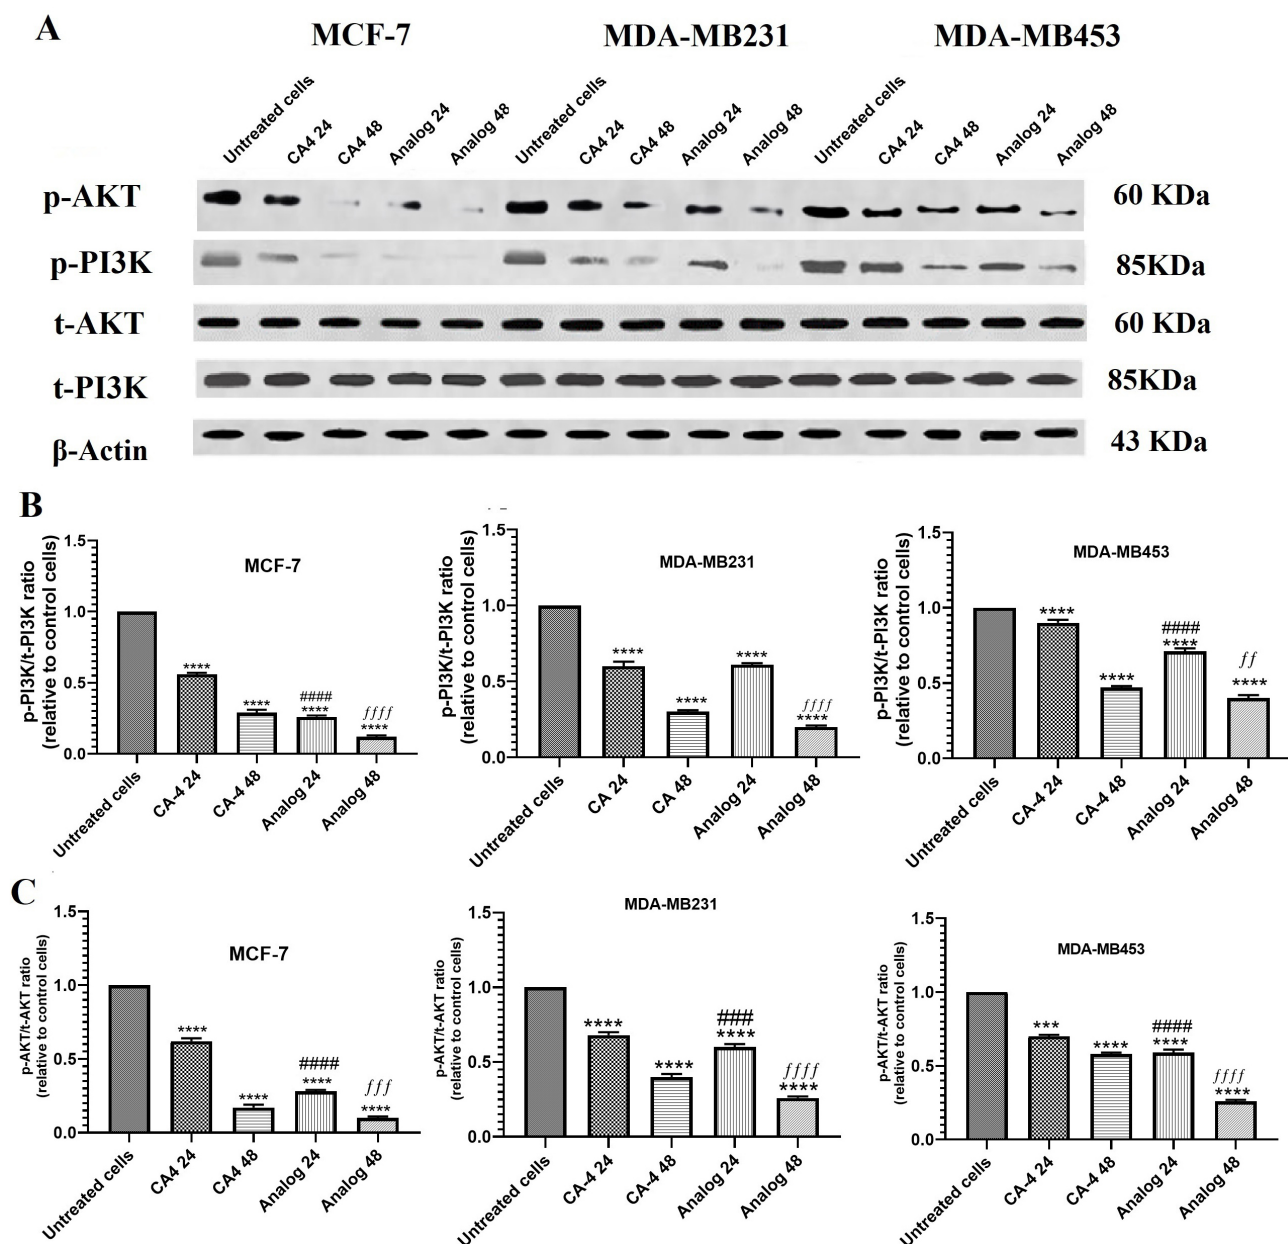 A
MCF-7
MDA-MB231
MDA-MB453
Untreated cells
CA4 24
CA4 48
Analog 24
Analog 48
Untreated cells
CA4 24
CA4 48
Analog 24
Analog 48
Untreated cells
CA4 24
CA4 48
Analog 24
Analog 48
p-AKT
60 KDa
p-PI3K
85KDa
t-AKT
60 KDa
t-PI3K
85KDa
β-Actin
43 KDa
B
p-PI3K/t-PI3K ratio
(relative to control cells)
MCF-7
1.5
1.0
0.5
0.0
****
****
####
****
ffff
****
Untreated cells
CA-4 24
CA-4 48
Analog 24
Analog 48
p-PI3K/t-PI3K ratio
(relative to control cells)
MDA-MB231
1.5
1.0
0.5
0.0
****
****
****
ffff
****
Untreated cells
CA 24
CA 48
Analog 24
Analog 48
p-PI3K/t-PI3K ratio
(relative to control cells)
MDA-MB453
1.5
1.0
0.5
0.0
****
****
####
****
ff
****
Untreated cells
CA-4 24
CA-4 48
Analog 24
Analog 48
C
p-AKT/t-AKT ratio
(relative to control cells)
MCF-7
1.5
1.0
0.5
0.0
****
****
####
****
fff
****
Untreated cells
CA4 24
CA4 48
Analog 24
Analog 48
p-AKT/t-AKT ratio
(relative to control cells)
MDA-MB231
1.5
1.0
0.5
0.0
****
****
###
****
ffff
****
Untreated cells
CA-4 24
CA-4 48
Analog 24
Analog 48
p-AKT/t-AKT ratio
(relative to control cells)
MDA-MB453
1.5
1.0
0.5
0.0
***
****
####
****
ffff
****
Untreated cells
CA-4 24
CA-4 48
Analog 24
Analog 48